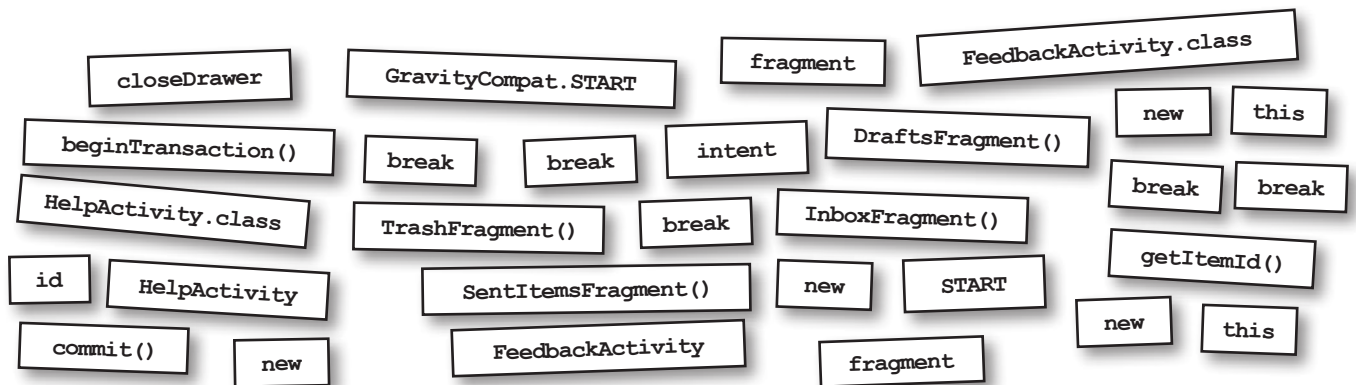 closeDrawer
GravityCompat.START
fragment
FeedbackActivity.class
new
this
beginTransaction()
break
break
intent
DraftsFragment()
break
break
HelpActivity.class
TrashFragment()
break
InboxFragment()
getItemId()
id
HelpActivity
SentItemsFragment()
new
START
new
this
commit()
new
FeedbackActivity
fragment